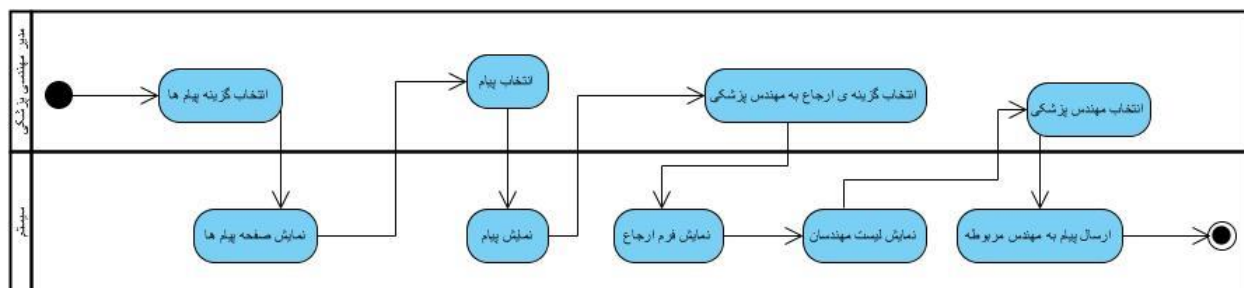 مدیر مهندسی پزشکی
انتخاب گزینه پیام ها
انتخاب پیام
انتخاب گزینه ی ارجاع به مهندس پزشکی
انتخاب مهندس پزشکی
سیستم
نمایش صفحه پیام ها
نمایش پیام
نمایش فرم ارجاع
نمایش لیست مهندسان
ارسال پیام به مهندس مربوطه